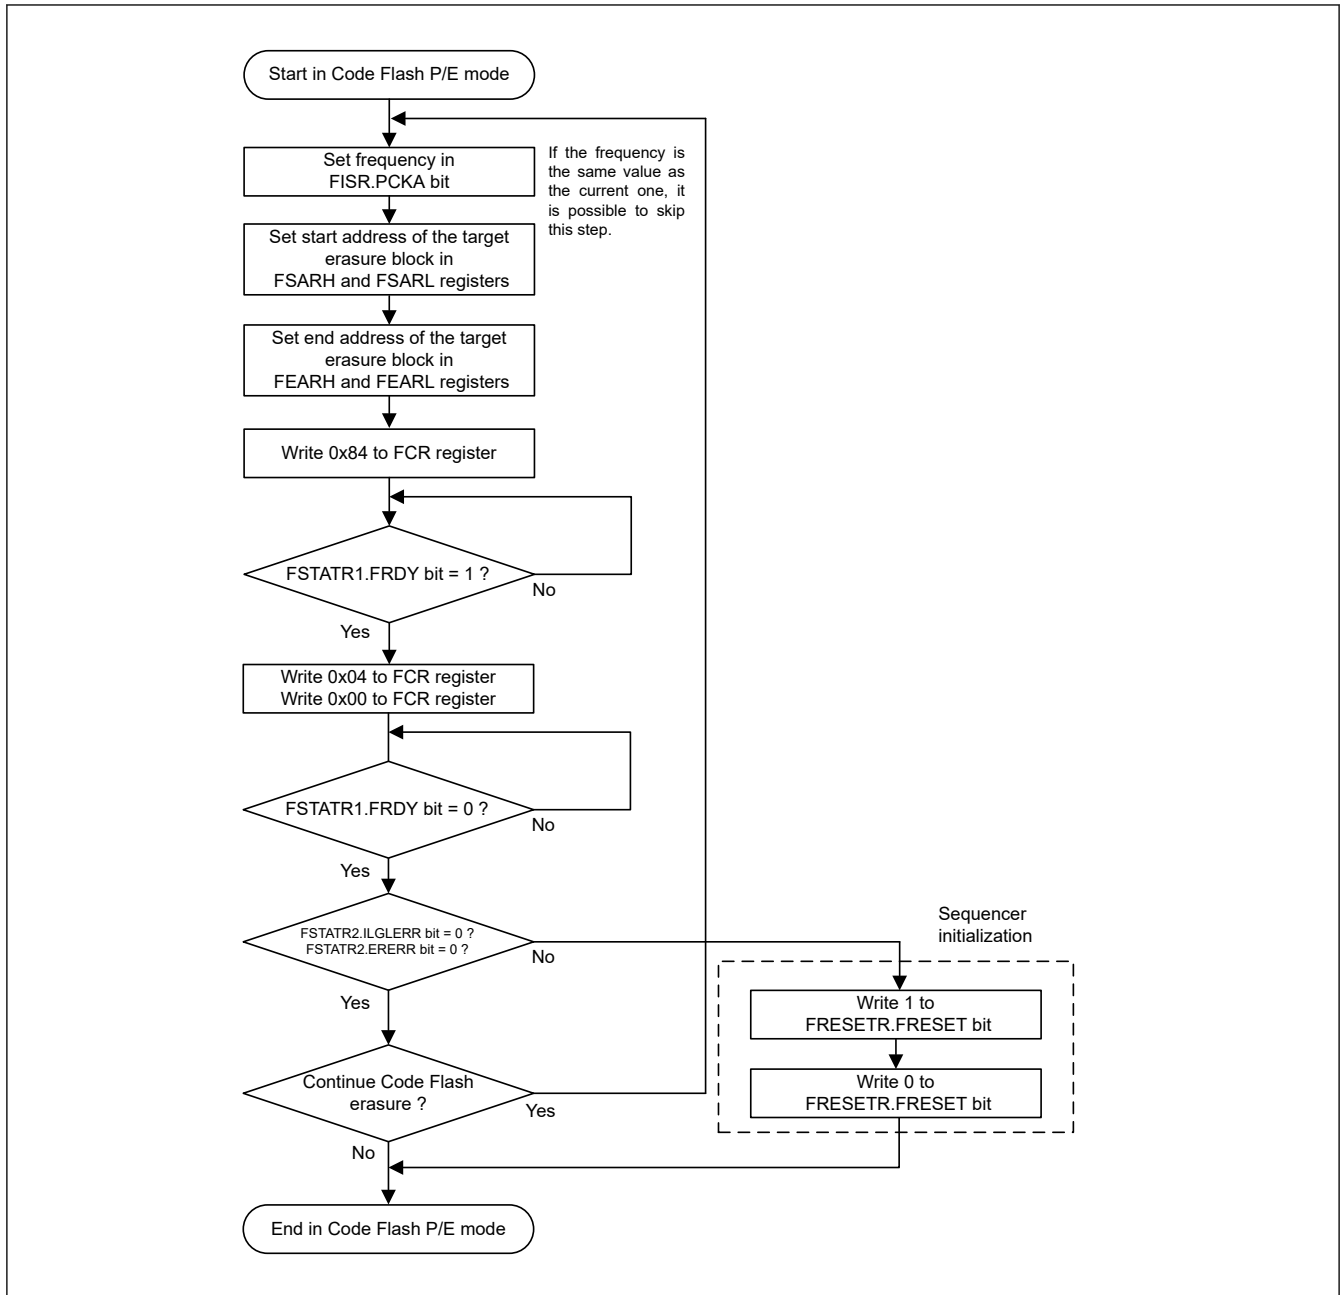 Start in Code Flash P/E mode
Set frequency in
FISR.PCKA bit
If the frequency is
the same value as
the current one, it
is possible to skip
this step.
Set start address of the target
erasure block in
FSARH and FSARL registers
Set end address of the target
erasure block in
FEARH and FEARL registers
Write 0x84 to FCR register
FSTATR1.FRDY bit = 1 ?
No
Yes
Write 0x04 to FCR register
Write 0x00 to FCR register
FSTATR1.FRDY bit = 0 ?
No
Yes
FSTATR2.ILGLERR bit = 0 ?
FSTATR2.ERERR bit = 0 ?
No
Yes
Sequencer
initialization
Write 1 to
FRESETR.FRESET bit
Write 0 to
FRESETR.FRESET bit
Continue Code Flash
erasure ?
Yes
No
End in Code Flash P/E mode